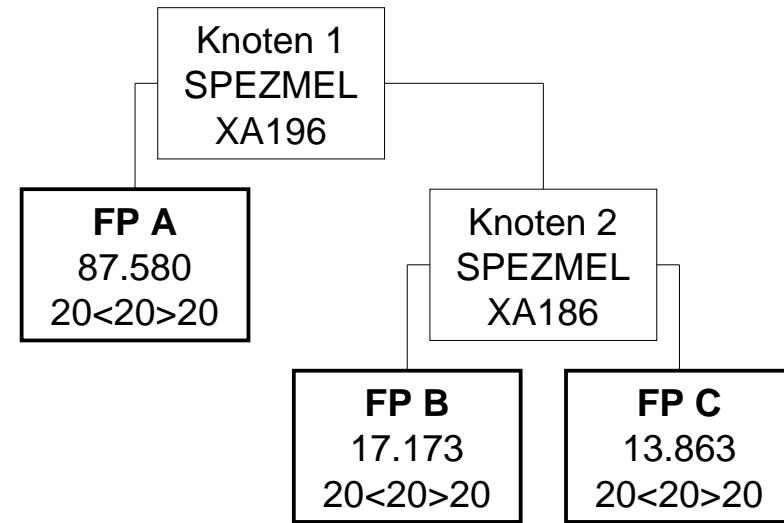 Knoten 1
SPEZMEL
XA196
FP A
87.580
20<20>20
Knoten 2
SPEZMEL
XA186
FP B
17.173
20<20>20
FP C
13.863
20<20>20